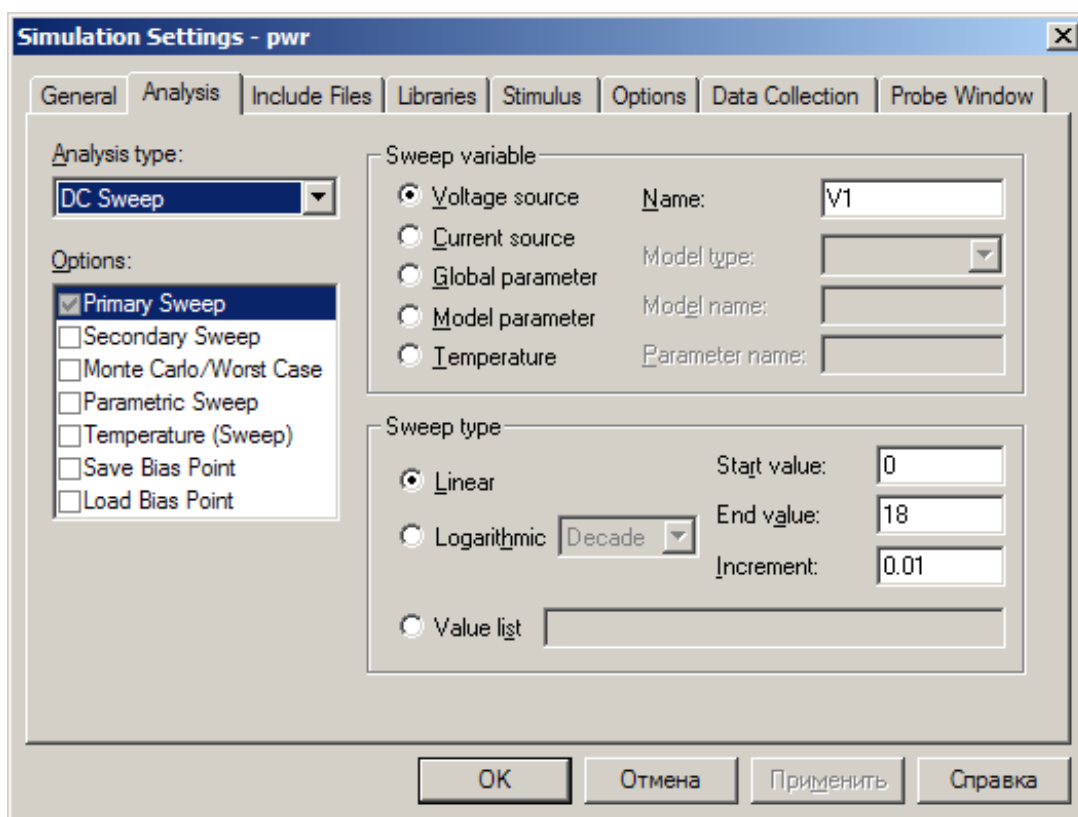 Simulation Settings - pwr
General Analysis Include Files Libraries Stimulus Options Data Collection Probe Window
Analysis type:
DC Sweep
Options:
Primary Sweep
Secondary Sweep
Monte Carlo/Worst Case
Parametric Sweep
Temperature (Sweep)
Save Bias Point
Load Bias Point
Sweep variable
Voltage source
Current source
Global parameter
Model parameter
Temperature
Name: V1
Model type:
Model name:
Parameter name:
Sweep type
Linear
Logarithmic Decade
Value list
Start value: 0
End value: 18
Increment: 0.01
OK Отмена Применить Справка